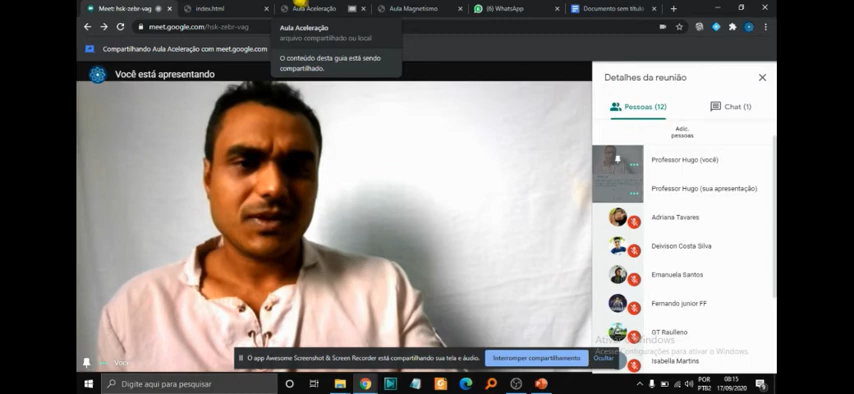 Meet: hsk-zebr-vag
index.html
Aula Aceleração
Aula Magnetismo
(1) WhatsApp
Documento sem título
meet.google.com/hsk-zebr-vag
Aula Aceleração
arquivo compartilhado ou local
O conteúdo desta guia está sendo
compartilhado.
Compartilhando Aula Aceleração com meet.google.com
Você está apresentando
Detalhes da reunião
Pessoas (12)
Chat (1)
Adic.
pessoas
Professor Hugo (você)
Professor Hugo (sua apresentação)
Adriana Tavares
Deivison Costa Silva
Emanuela Santos
Fernando junior FF
GT Raulleno
Isabella Martins
Windows
Acesse Configurações para ativar o Windows.
Você
O app Awesome Screenshot & Screen Recorder está compartilhando sua tela e áudio.
Interromper compartilhamento
Ocultar
Digite aqui para pesquisar
POR
PTB2
08:15
17/09/2020